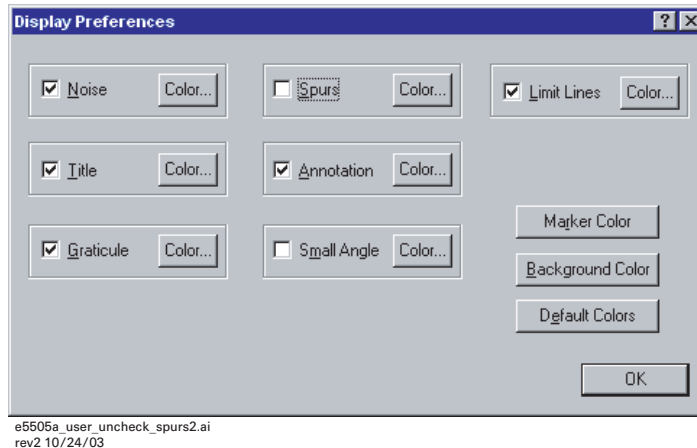 Display Preferences
Noise Color... Spurs Color... Limit Lines Color...
Title Color... Annotation Color...
Marker Color
Graticule Color... Small Angle Color...
Background Color
Default Colors
OK
e5505a_user_uncheck_spurs2.ai
rev2 10/24/03